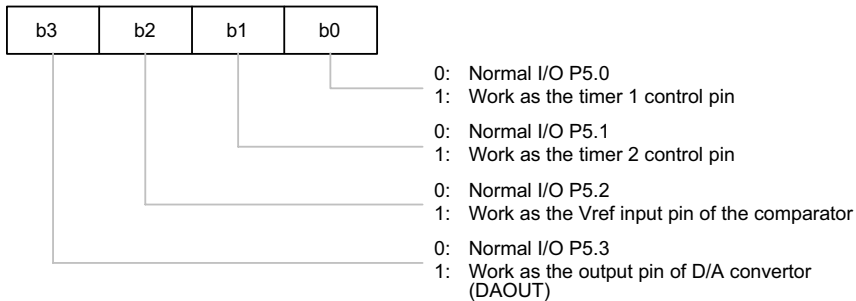 b3 b2 b1 b0
0: Normal I/O P5.0
1: Work as the timer 1 control pin
0: Normal I/O P5.1
1: Work as the timer 2 control pin
0: Normal I/O P5.2
1: Work as the Vref input pin of the comparator
0: Normal I/O P5.3
1: Work as the output pin of D/A convertor
(DAOUT)